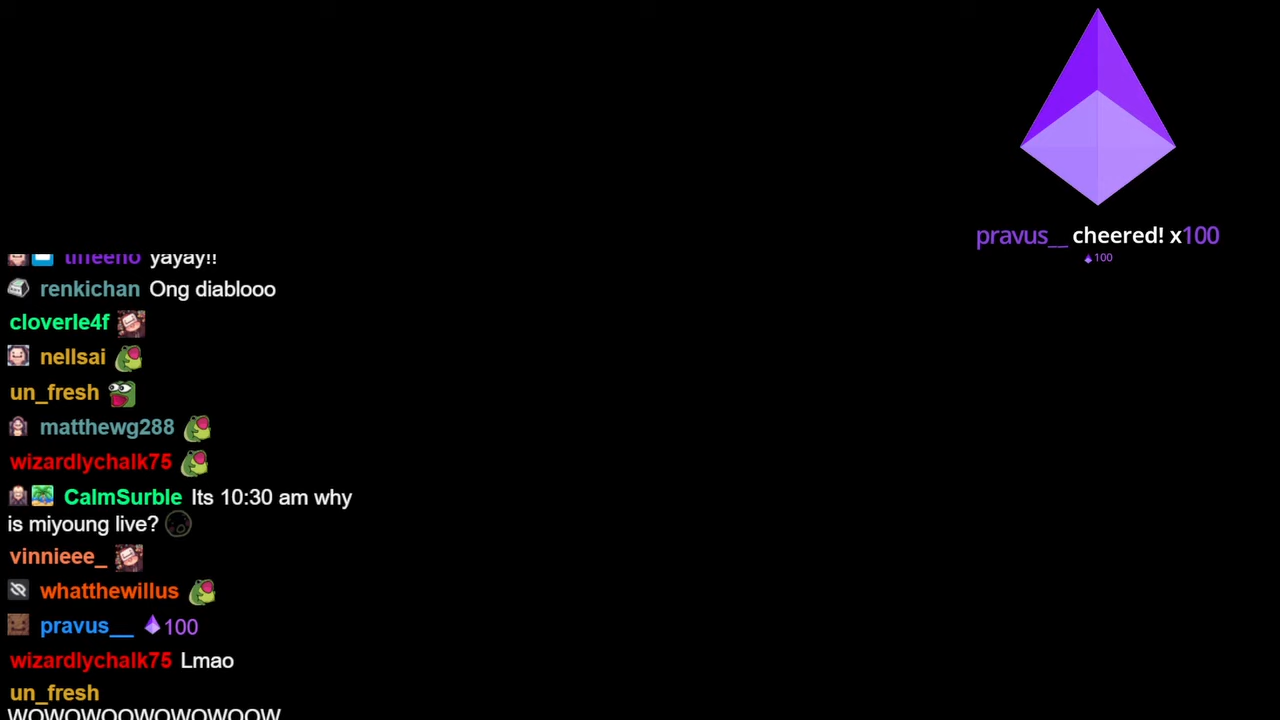 pravus__ cheered! x100
100
yayay!!
renkichan Ong diablooo
cloverle4f
nellsai
un_fresh
matthewg288
wizardlychalk75
CalmSurble Its 10:30 am why
is miyoung live?
vinnieee_
whatthewillus
pravus__ 100
wizardlychalk75 Lmao
un_fresh
WOWOWOOWOWOWOOW